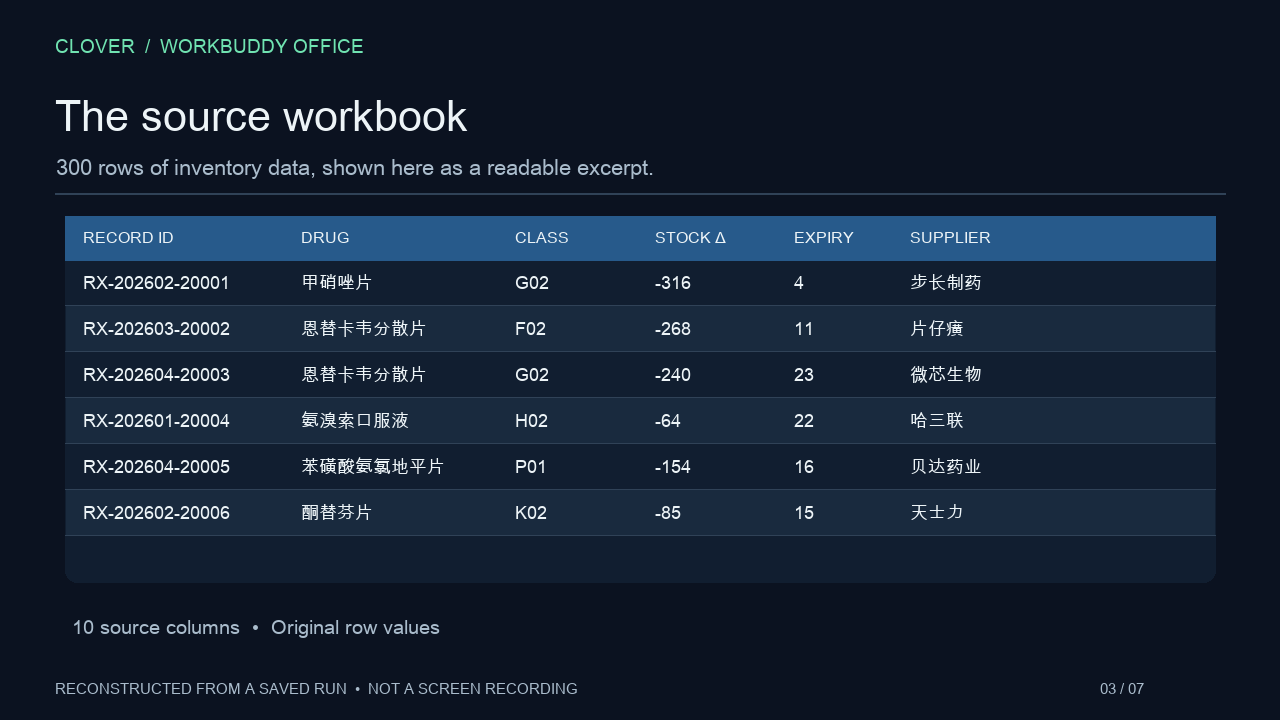 CLOVER / WORKBUDDY OFFICE
The source workbook
300 rows of inventory data, shown here as a readable excerpt.
RECORD ID DRUG CLASS STOCK Δ EXPIRY SUPPLIER
RX-202602-20001 甲硝唑片 G02 -316 4 步长制药
RX-202603-20002 恩替卡韦分散片 F02 -268 11 片仔癀
RX-202604-20003 恩替卡韦分散片 G02 -240 23 微芯生物
RX-202601-20004 氨溴索口服液 H02 -64 22 哈三联
RX-202604-20005 苯磺酸氨氯地平片 P01 -154 16 贝达药业
RX-202602-20006 酮替芬片 K02 -85 15 天士力
10 source columns • Original row values
RECONSTRUCTED FROM A SAVED RUN • NOT A SCREEN RECORDING 03 / 07